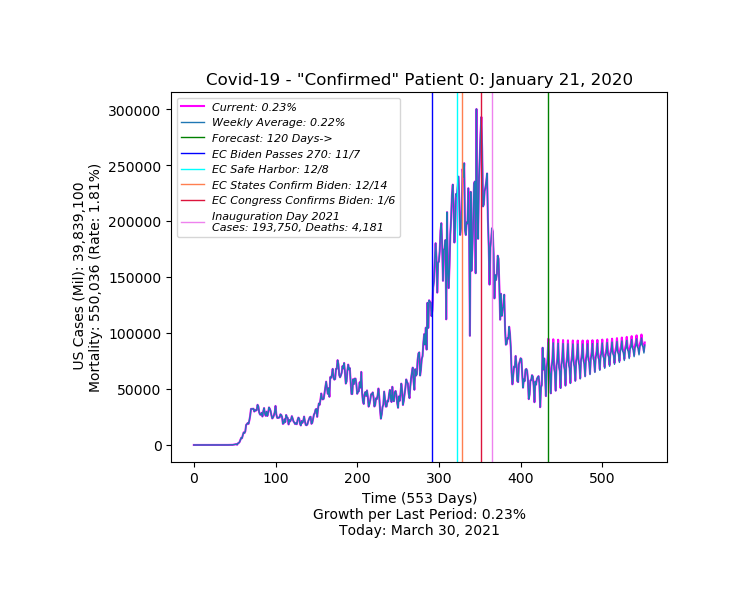 Covid-19 - "Confirmed" Patient 0: January 21, 2020
Current: 0.23%
Weekly Average: 0.22%
Forecast: 120 Days->
EC Biden Passes 270: 11/7
EC Safe Harbor: 12/8
EC States Confirm Biden: 12/14
EC Congress Confirms Biden: 1/6
Inauguration Day 2021
Cases: 193,750, Deaths: 4,181
US Cases (Mil): 39,839,100
Mortality: 550,036 (Rate: 1.81%)
300000
250000
200000
150000
100000
50000
0
0 100 200 300 400 500
Time (553 Days)
Growth per Last Period: 0.23%
Today: March 30, 2021